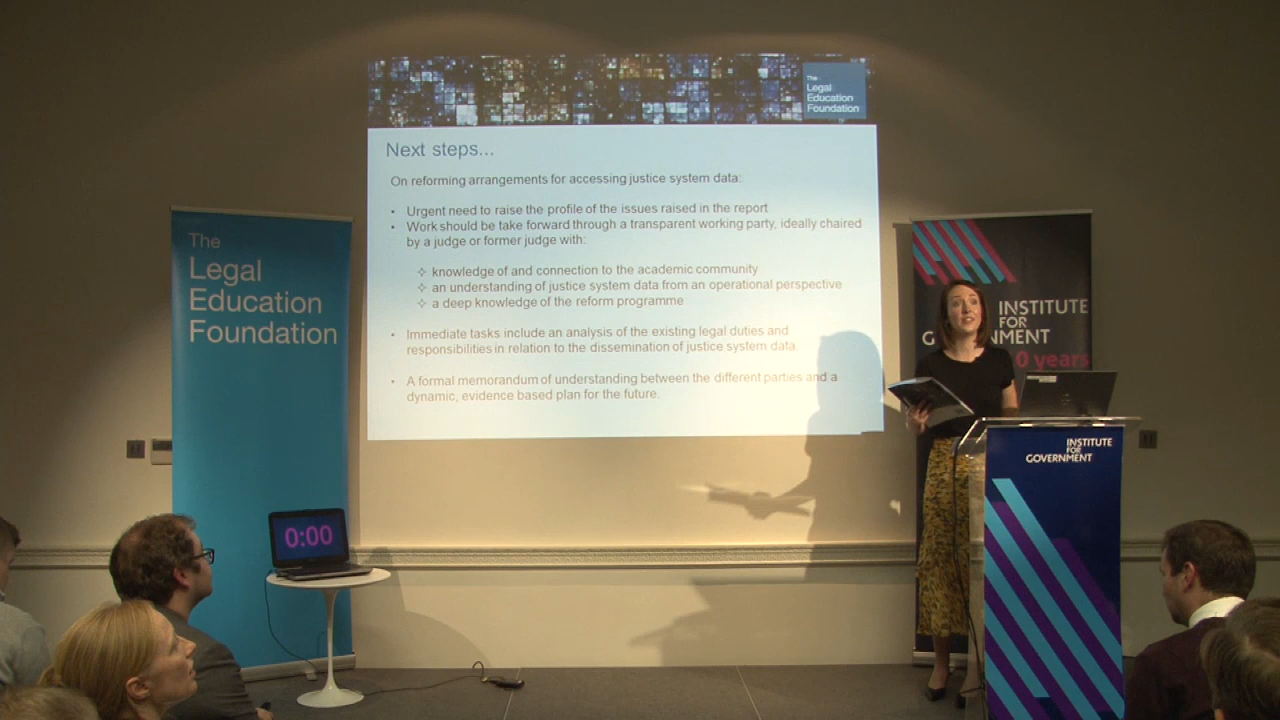 The
Legal
Education
Foundation
Next steps...
On reforming arrangements for accessing justice system data:
• Urgent need to raise the profile of the issues raised in the report
• Work should be take forward through a transparent working party, ideally chaired
by a judge or former judge with:
✧ knowledge of and connection to the academic community
✧ an understanding of justice system data from an operational perspective
✧ a deep knowledge of the reform programme
• Immediate tasks include an analysis of the existing legal duties and
responsibilities in relation to the dissemination of justice system data.
• A formal memorandum of understanding between the different parties and a
dynamic, evidence based plan for the future.
The
Legal
Education
Foundation
0:00
INSTITUTE
FOR
G NMENT
0 years
INSTITUTE
FOR
GOVERNMENT